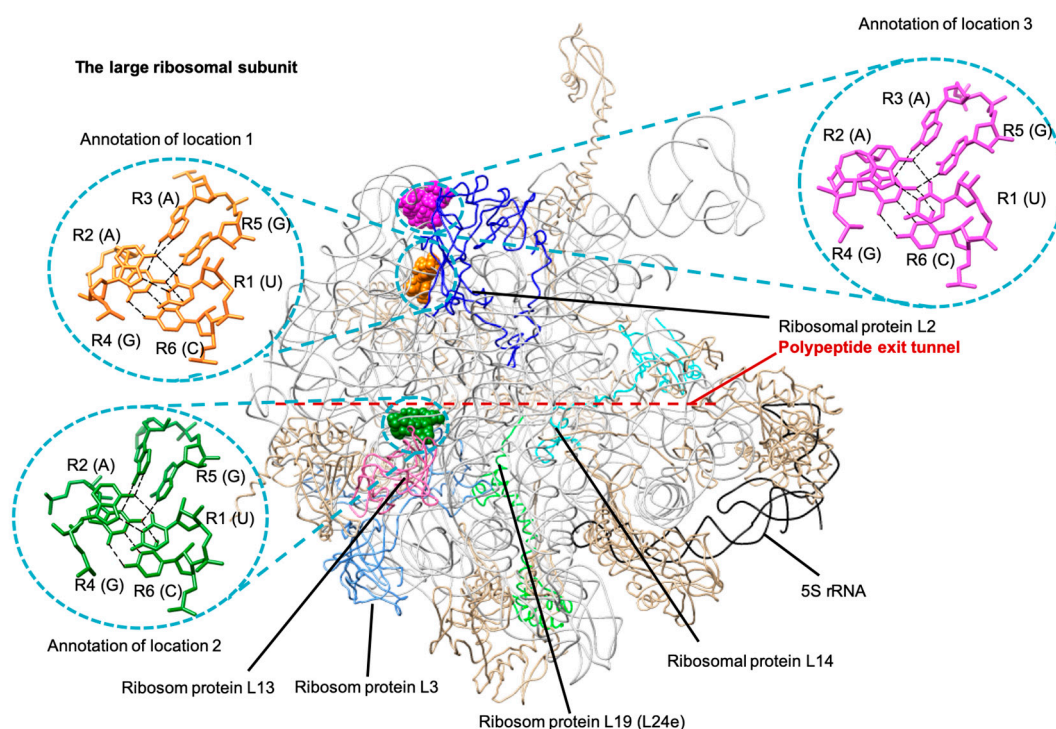 Annotation of location 3
The large ribosomal subunit
R3 (A)
R2 (A)
R5 (G)
R1 (U)
R4 (G)
R6 (C)
Annotation of location 1
R3 (A)
R2 (A)
R5 (G)
R1 (U)
R4 (G)
R6 (C)
Ribosomal protein L2
Polypeptide exit tunnel
R2 (A)
R5 (G)
R1 (U)
R4 (G)
R6 (C)
5S rRNA
Annotation of location 2
Ribosomal protein L14
Ribosom protein L13
Ribosom protein L3
Ribosom protein L19 (L24e)